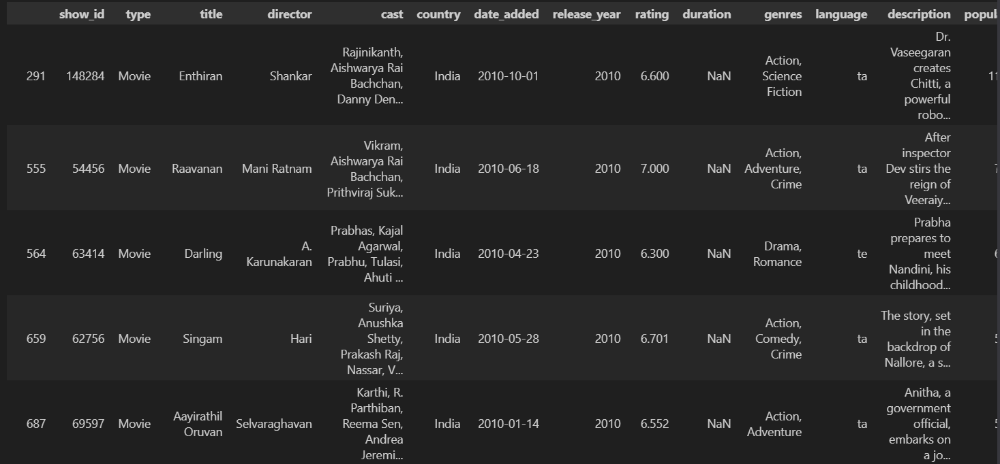 show_id type title director cast country date_added release_year rating duration genres language description
291 148284 Movie Enthiran Shankar Rajinikanth, Aishwarya Rai Bachchan, Danny Den... India 2010-10-01 2010 6.600 NaN Action, Science Fiction ta Dr. Vaseegaran creates Chitti, a powerful robo...
555 54456 Movie Raavanan Mani Ratnam Vikram, Aishwarya Rai Bachchan, Prithviraj Suk... India 2010-06-18 2010 7.000 NaN Action, Adventure, Crime ta After inspector Dev stirs the reign of Veeraiy...
564 63414 Movie Darling A. Karunakaran Prabhas, Kajal Agarwal, Prabhu, Tulasi, Ahuti ... India 2010-04-23 2010 6.300 NaN Drama, Romance te Prabha prepares to meet Nandini, his childhood...
659 62756 Movie Singam Hari Suriya, Anushka Shetty, Prakash Raj, Nassar, V... India 2010-05-28 2010 6.701 NaN Action, Comedy, Crime ta The story, set in the backdrop of Nallore, a s...
687 69597 Movie Aayirathil Oruvan Selvaraghavan Karthi, R. Parthiban, Reema Sen, Andrea Jeremi... India 2010-01-14 2010 6.552 NaN Action, Adventure ta Anitha, a government official, embarks on a jo...